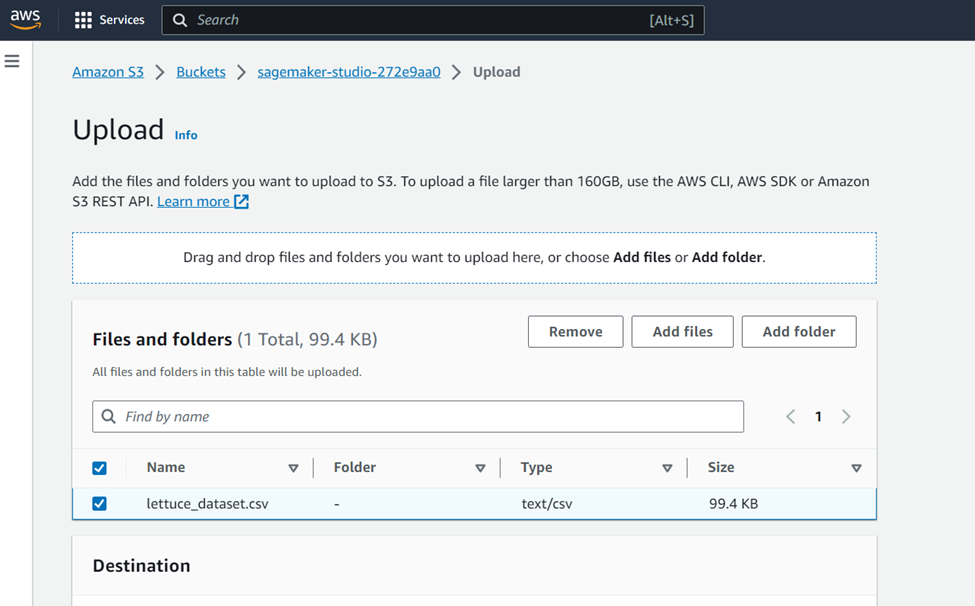 aws Services Search [Alt+S]
Amazon S3 > Buckets > sagemaker-studio-272e9aa0 > Upload
Upload Info
Add the files and folders you want to upload to S3. To upload a file larger than 160GB, use the AWS CLI, AWS SDK or Amazon
S3 REST API. Learn more
Drag and drop files and folders you want to upload here, or choose Add files or Add folder.
Files and folders (1 Total, 99.4 KB) Remove Add files Add folder
All files and folders in this table will be uploaded.
Find by name 1
Name Folder Type Size
lettuce_dataset.csv - text/csv 99.4 KB
Destination